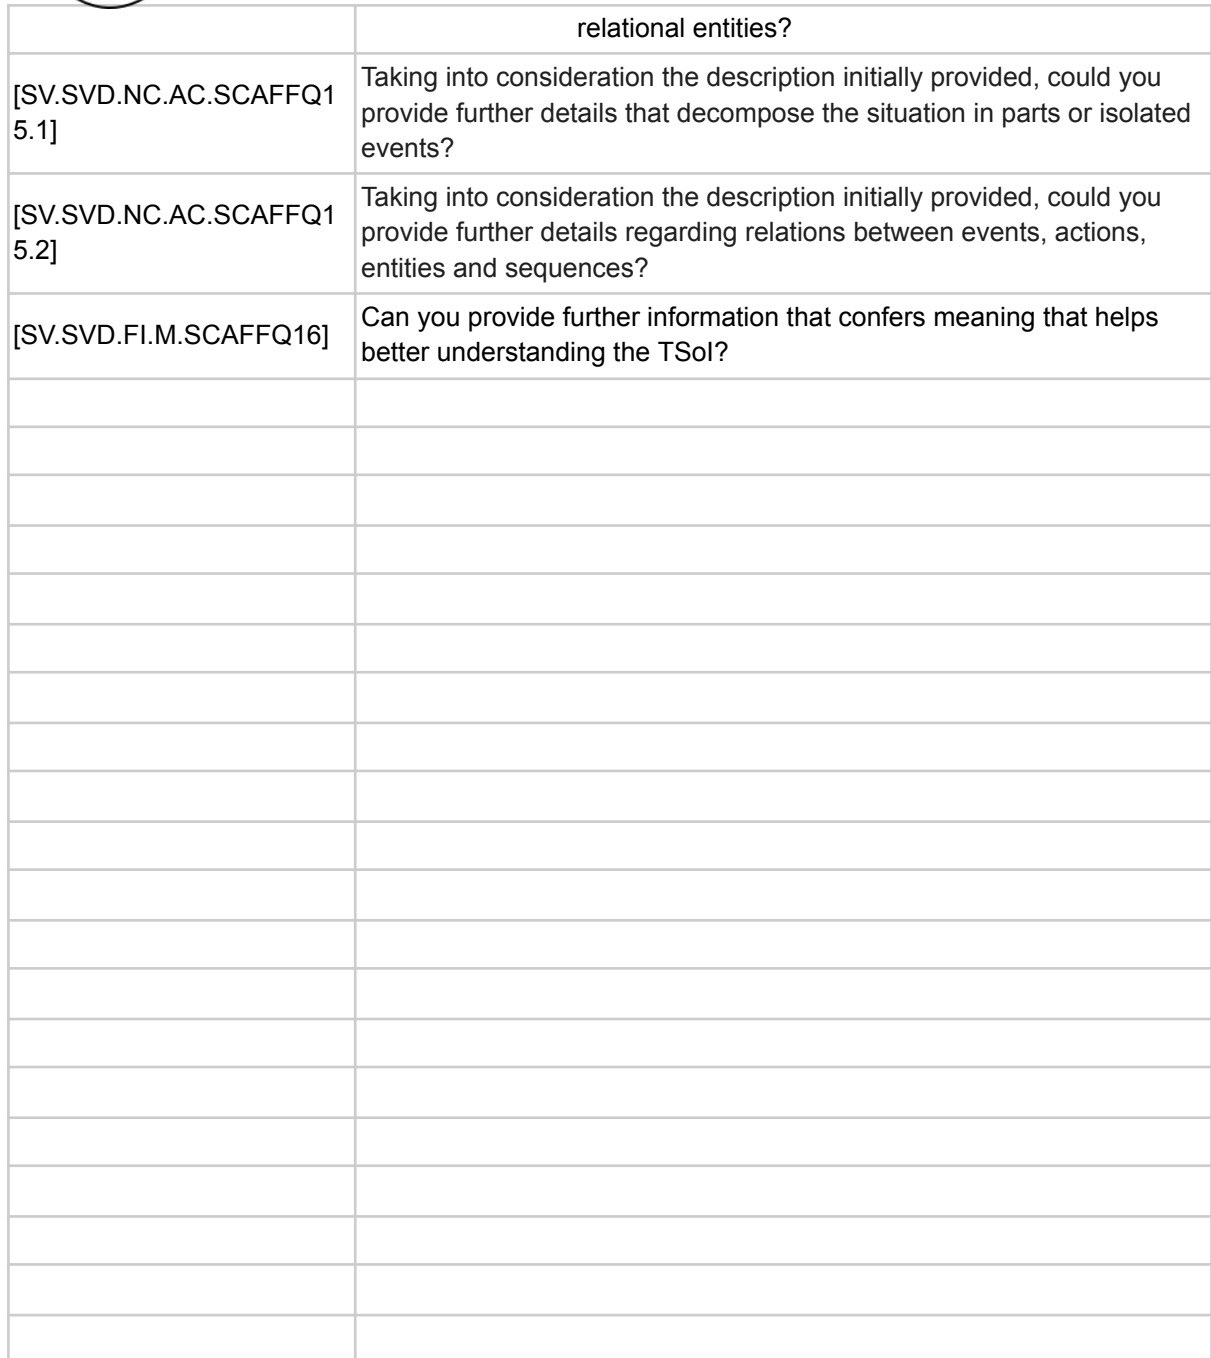 relational entities?
[SV.SVD.NC.AC.SCAFFQ1
5.1]
Taking into consideration the description initially provided, could you
provide further details that decompose the situation in parts or isolated
events?
[SV.SVD.NC.AC.SCAFFQ1
5.2]
Taking into consideration the description initially provided, could you
provide further details regarding relations between events, actions,
entities and sequences?
[SV.SVD.FI.M.SCAFFQ16]
Can you provide further information that confers meaning that helps
better understanding the TSoI?